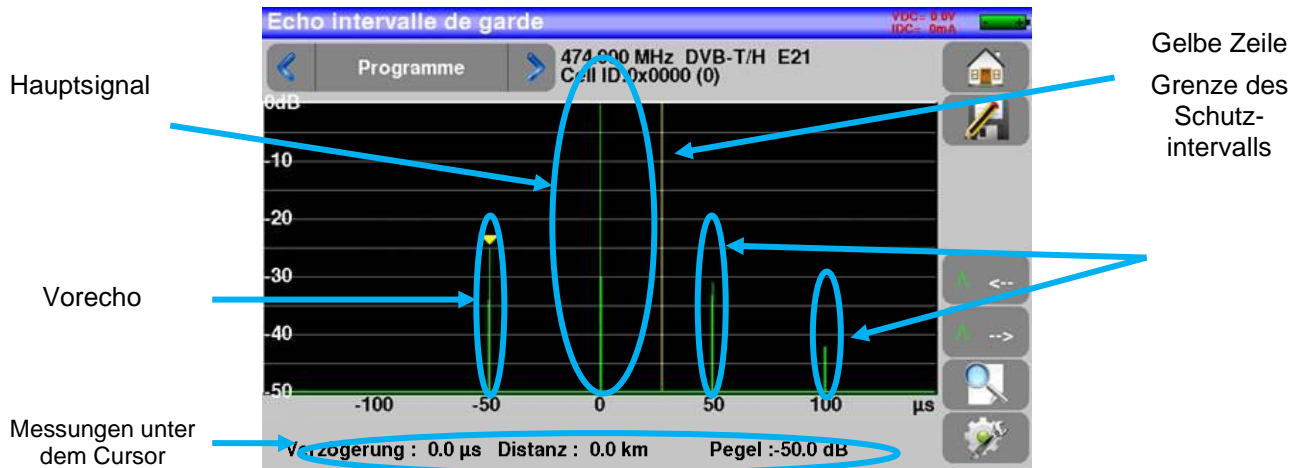 Echo intervalle de garde
VDC= 0.0V
IDC= 0mA
Programme
474.000 MHz DVB-T/H E21
Cell ID:0x0000 (0)
Hauptsignal
Gelbe Zeile
Grenze des
Schutz-
intervalls
Vorecho
Messungen unter
dem Cursor
0dB
-10
-20
-30
-40
-50
-100
-50
0
50
100
µs
<--
-->
Verzögerung : 0.0 µs Distanz : 0.0 km Pegel :-50.0 dB